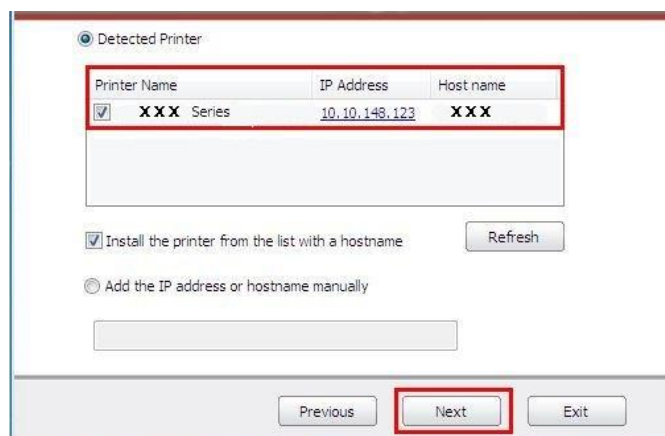 Detected Printer
Printer Name IP Address Host name
XXX Series 10.10.148.123 XXX
Install the printer from the list with a hostname Refresh
Add the IP address or hostname manually
Previous Next Exit